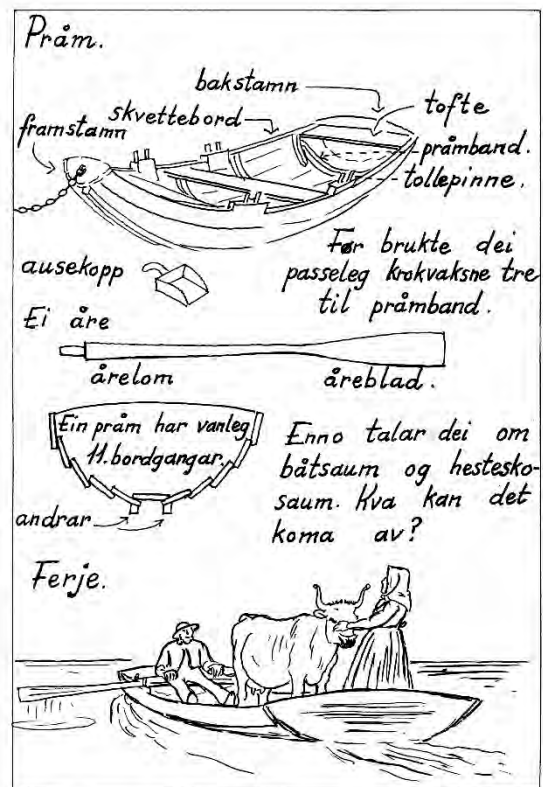 Pråm.
bakstamn
tofte
skvettebord
framstamn
pråmband.
tollepinne.
Før brukte dei
passeleg krokvaksne tre
til pråmband.
ausekopp
Ei åre
årelom
åreblad.
Ein pråm har vanleg
11. bordgangar.
Enno talar dei om
båtsaum og hestesko-
saum. Kva kan det
koma av?
andrar
Ferje.